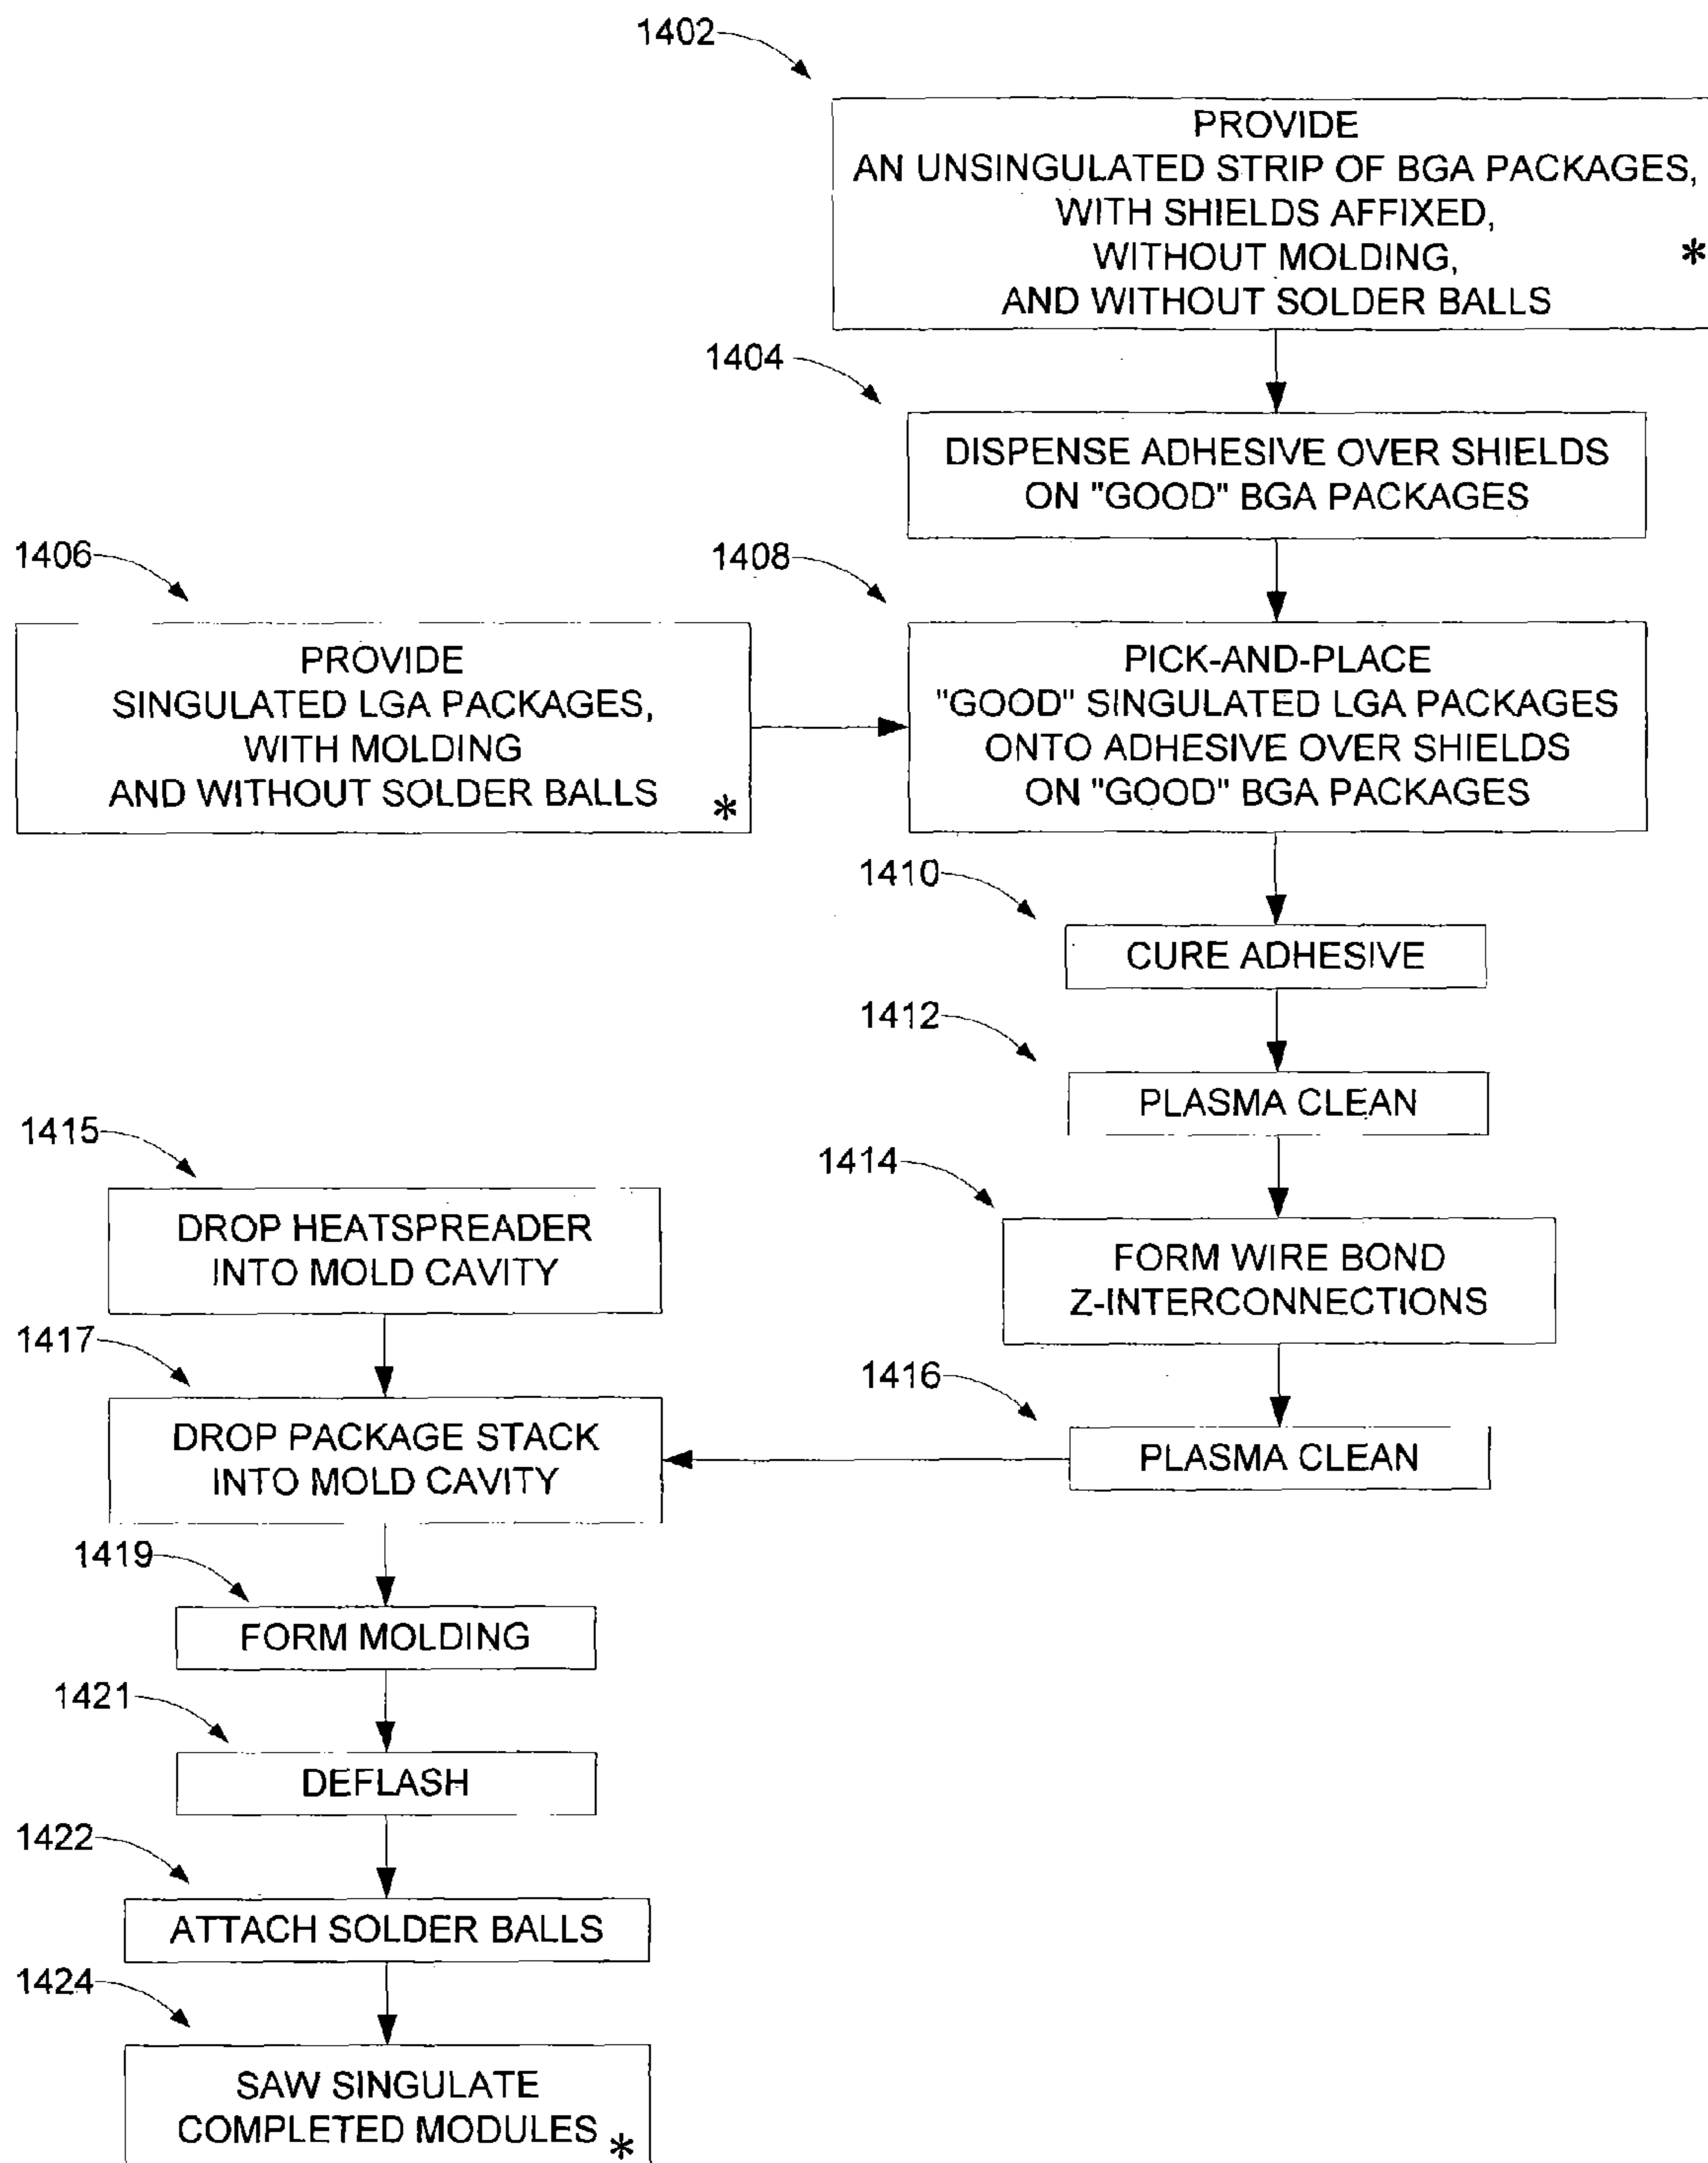 1402
PROVIDE
AN UNSINGULATED STRIP OF BGA PACKAGES,
WITH SHIELDS AFFIXED,
WITHOUT MOLDING,
AND WITHOUT SOLDER BALLS
*
1404
DISPENSE ADHESIVE OVER SHIELDS
ON "GOOD" BGA PACKAGES
1406
PROVIDE
SINGULATED LGA PACKAGES,
WITH MOLDING
AND WITHOUT SOLDER BALLS
*
1408
PICK-AND-PLACE
"GOOD" SINGULATED LGA PACKAGES
ONTO ADHESIVE OVER SHIELDS
ON "GOOD" BGA PACKAGES
1410
CURE ADHESIVE
1412
PLASMA CLEAN
1414
FORM WIRE BOND
Z-INTERCONNECTIONS
1416
PLASMA CLEAN
1415
DROP HEATSPREADER
INTO MOLD CAVITY
1417
DROP PACKAGE STACK
INTO MOLD CAVITY
1419
FORM MOLDING
1421
DEFLASH
1422
ATTACH SOLDER BALLS
1424
SAW SINGULATE
COMPLETED MODULES *